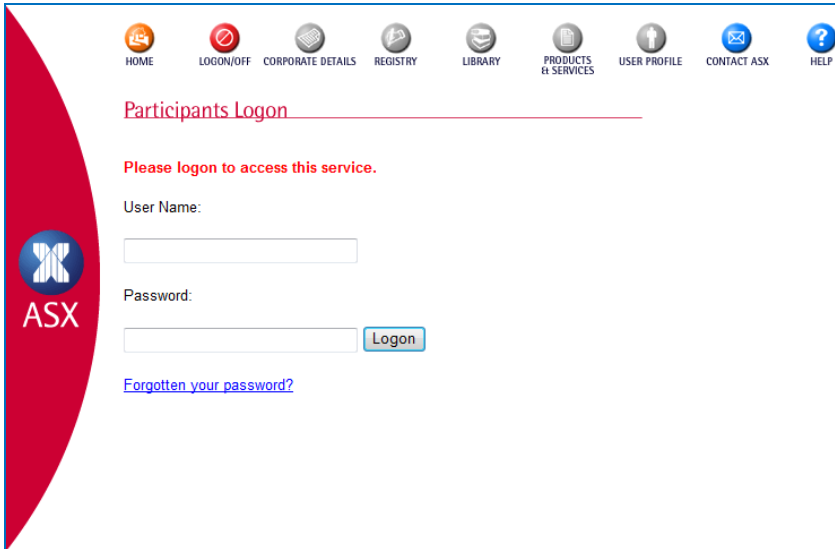 HOME LOGON/OFF CORPORATE DETAILS REGISTRY LIBRARY PRODUCTS & SERVICES USER PROFILE CONTACT ASX HELP
Participants Logon
Please logon to access this service.
User Name:
Password:
Logon
Forgotten your password?
ASX